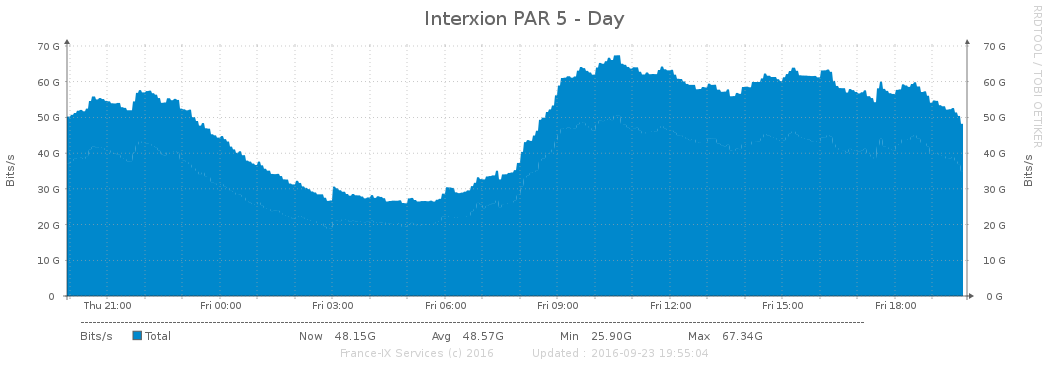 Interxion PAR 5 - Day
RRDTOOL / TOBI OETIKER
Bits/s
70 G 70 G
60 G 60 G
50 G 50 G
40 G 40 G
30 G 30 G
20 G 20 G
10 G 10 G
0 0 G
Bits/s
Thu 21:00 Fri 00:00 Fri 03:00 Fri 06:00 Fri 09:00 Fri 12:00 Fri 15:00 Fri 18:00
Bits/s Total Now 48.15G Avg 48.57G Min 25.90G Max 67.34G
France-IX Services (c) 2016 Updated : 2016-09-23 19:55:04